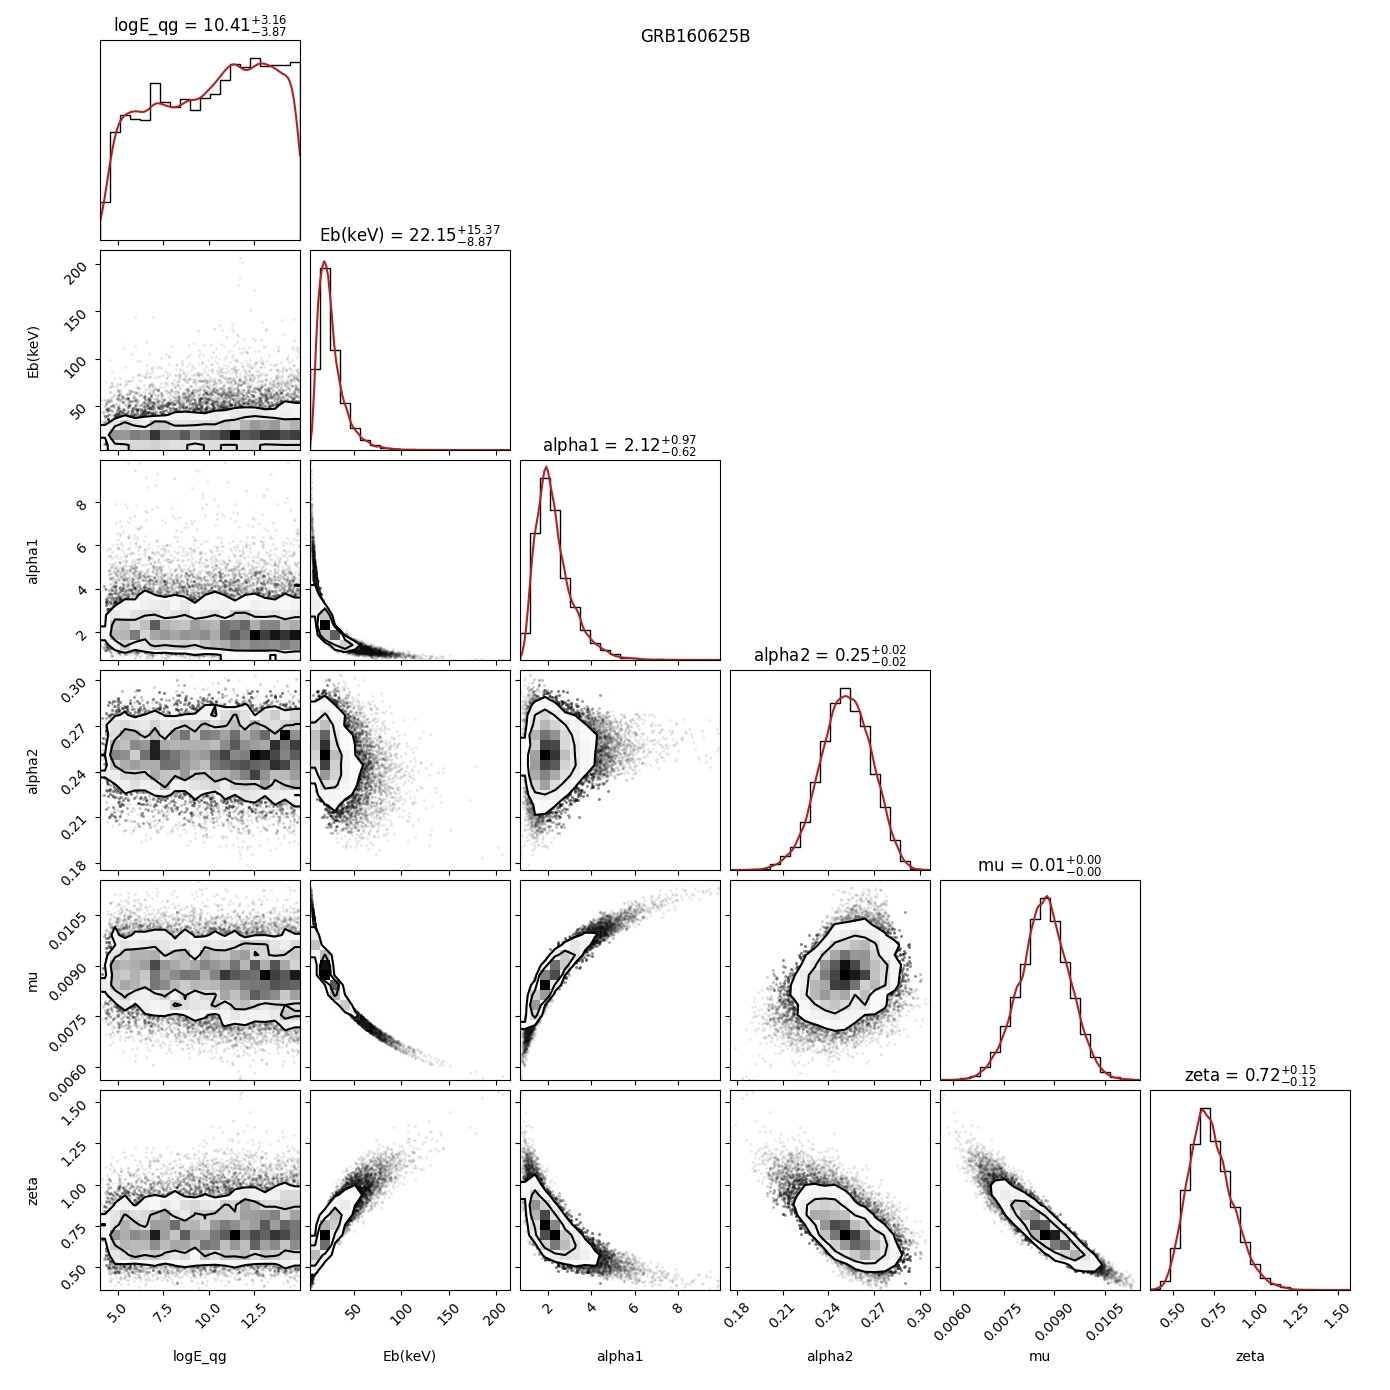 GRB160625B
logE_qg = 10.41+3.16 −3.87
Eb(keV) = 22.15+15.37 −8.87
alpha1 = 2.12+0.97 −0.62
alpha2 = 0.25+0.02 −0.02
mu = 0.01+0.00 −0.00
zeta = 0.72+0.15 −0.12
Eb(keV)
200
150
100
50
alpha1
8
6
4
2
alpha2
0.30
0.27
0.24
0.21
0.18
mu
0.0105
0.0090
0.0075
0.0060
zeta
1.50
1.25
1.00
0.75
0.50
5.0 7.5 10.0 12.5
50 100 150 200
2 4 6 8
0.18 0.21 0.24 0.27 0.30
0.0060 0.0075 0.0090 0.0105
0.50 0.75 1.00 1.25 1.50
logE_qg
Eb(keV)
alpha1
alpha2
mu
zeta